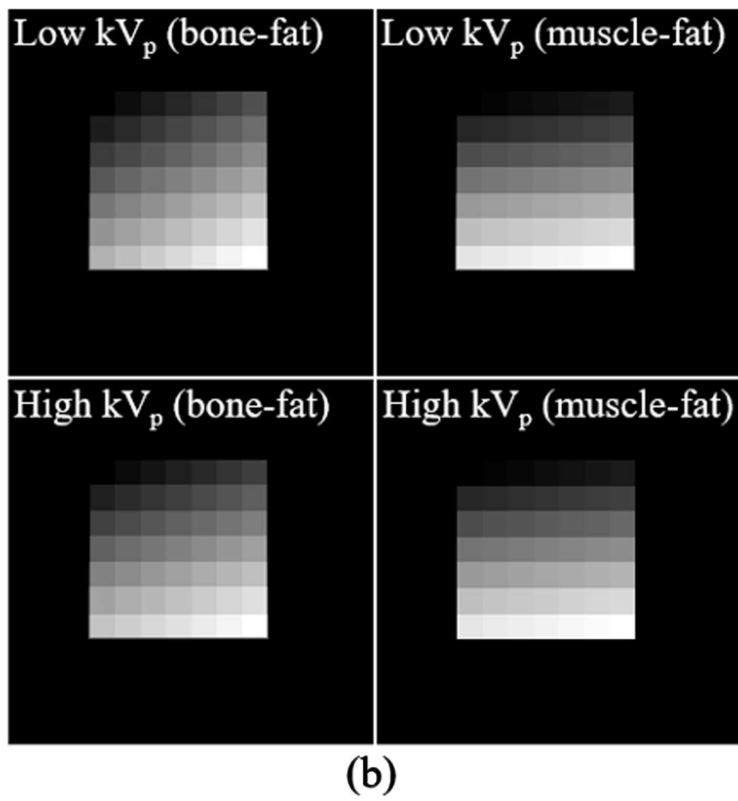 Low kVp (bone-fat)
Low kVp (muscle-fat)
High kVp (bone-fat)
High kVp (muscle-fat)
(b)